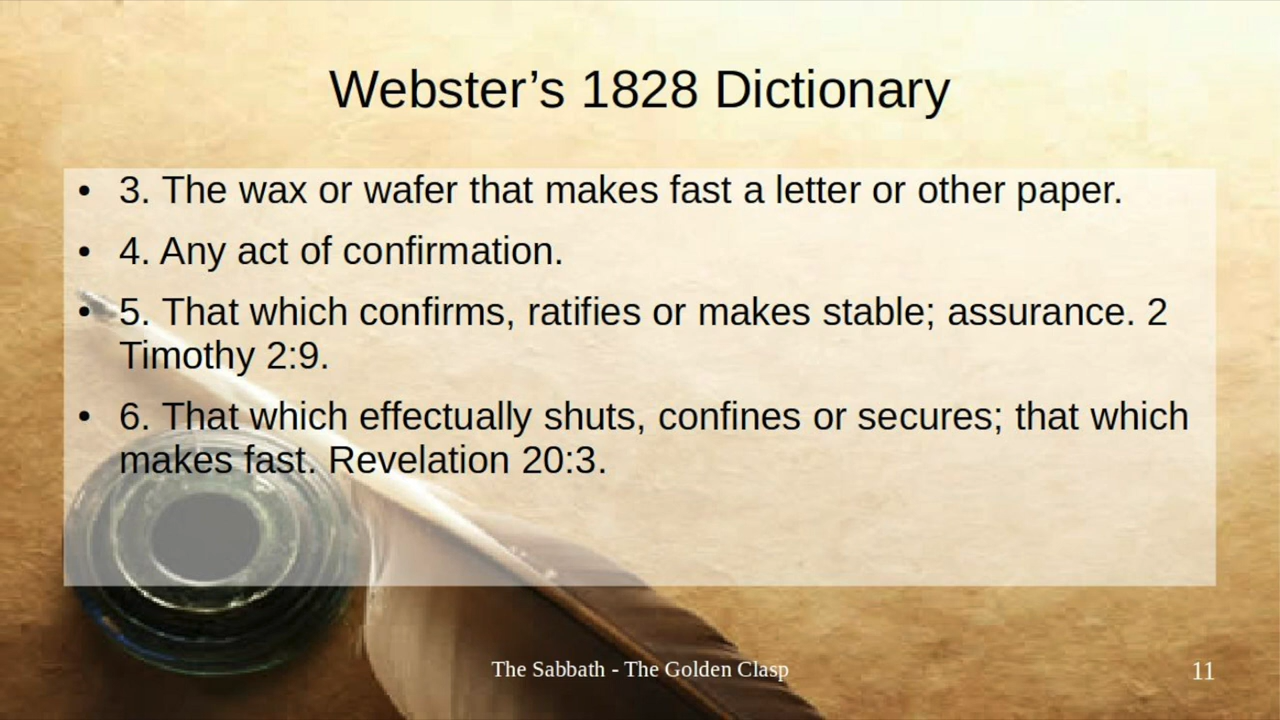 Webster’s 1828 Dictionary
• 3. The wax or wafer that makes fast a letter or other paper.
• 4. Any act of confirmation.
• 5. That which confirms, ratifies or makes stable; assurance. 2
Timothy 2:9.
• 6. That which effectually shuts, confines or secures; that which
makes fast. Revelation 20:3.
The Sabbath - The Golden Clasp
11